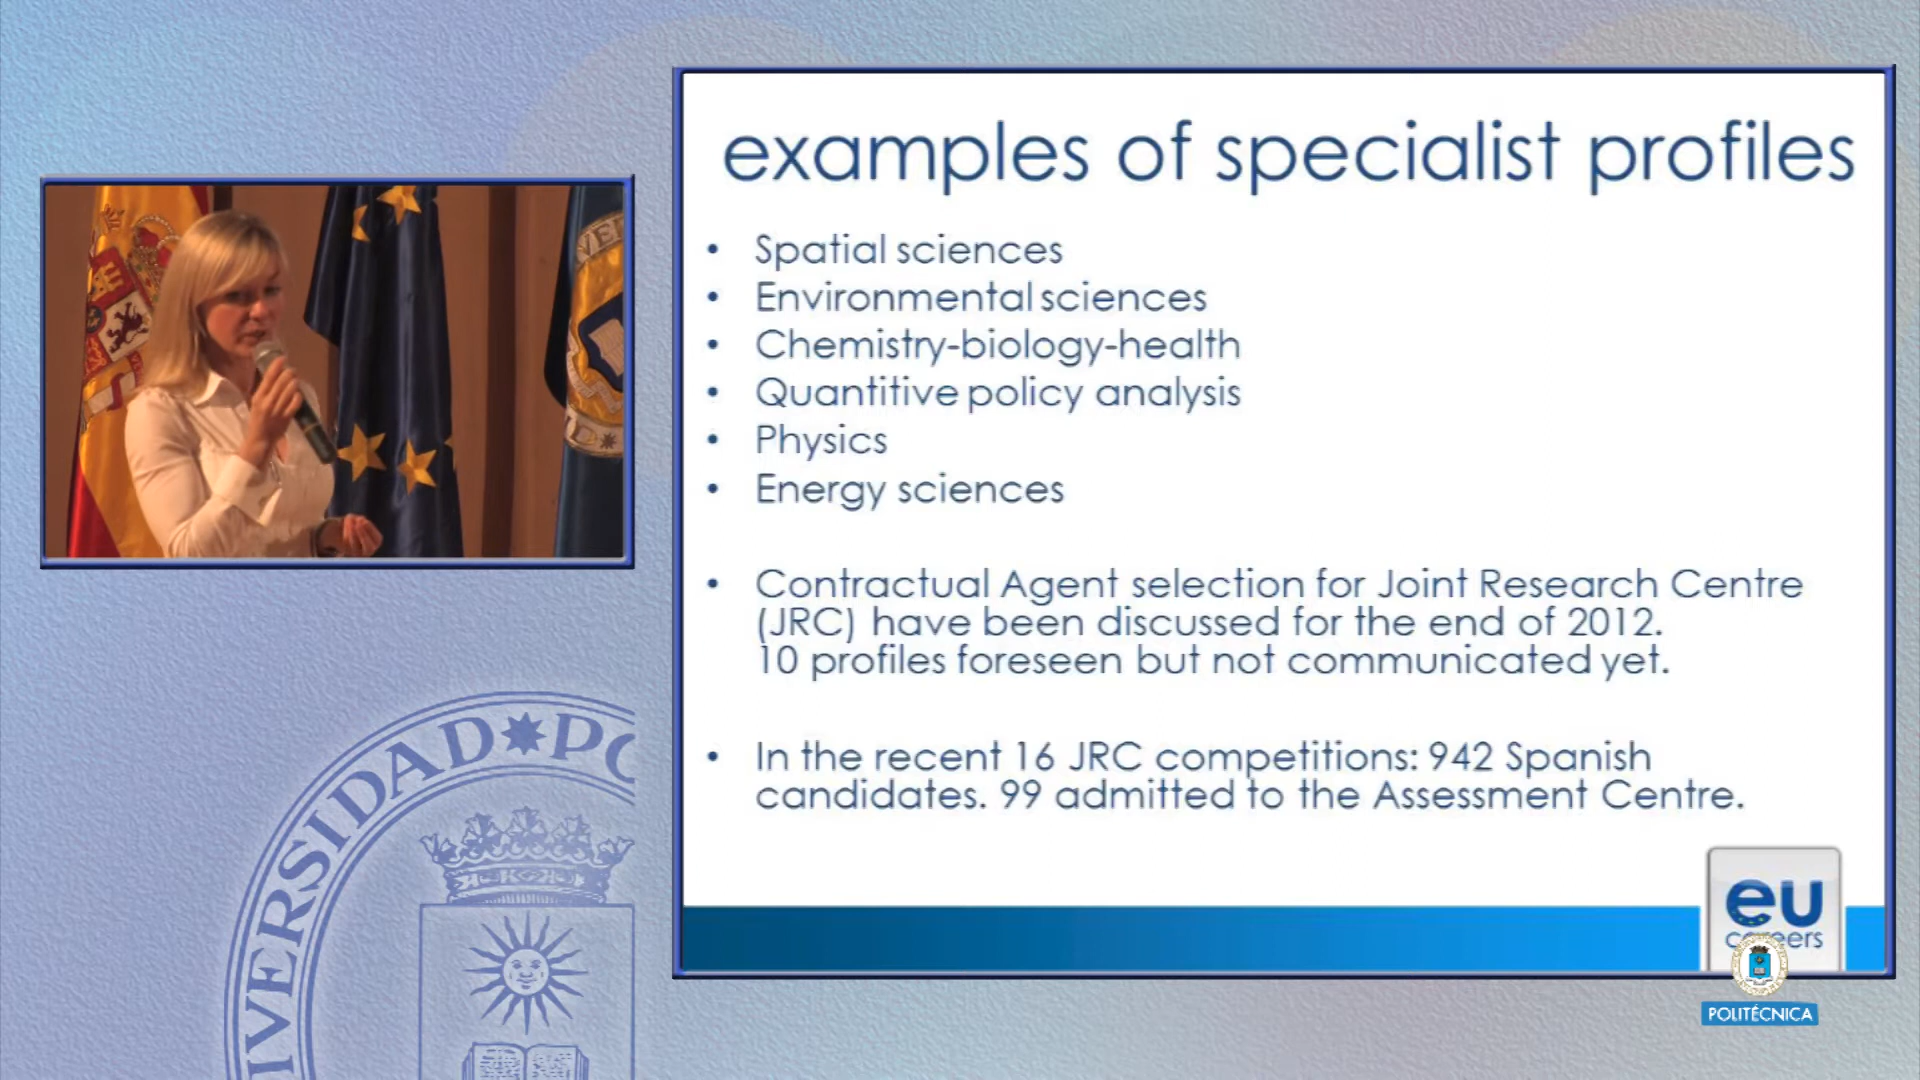 examples of specialist profiles
• Spatial sciences
• Environmental sciences
• Chemistry-biology-health
• Quantitive policy analysis
• Physics
• Energy sciences
• Contractual Agent selection for Joint Research Centre
(JRC) have been discussed for the end of 2012.
10 profiles foreseen but not communicated yet.
• In the recent 16 JRC competitions: 942 Spanish
candidates. 99 admitted to the Assessment Centre.
eu
careers
POLITÉCNICA
IVERSIDAD PO